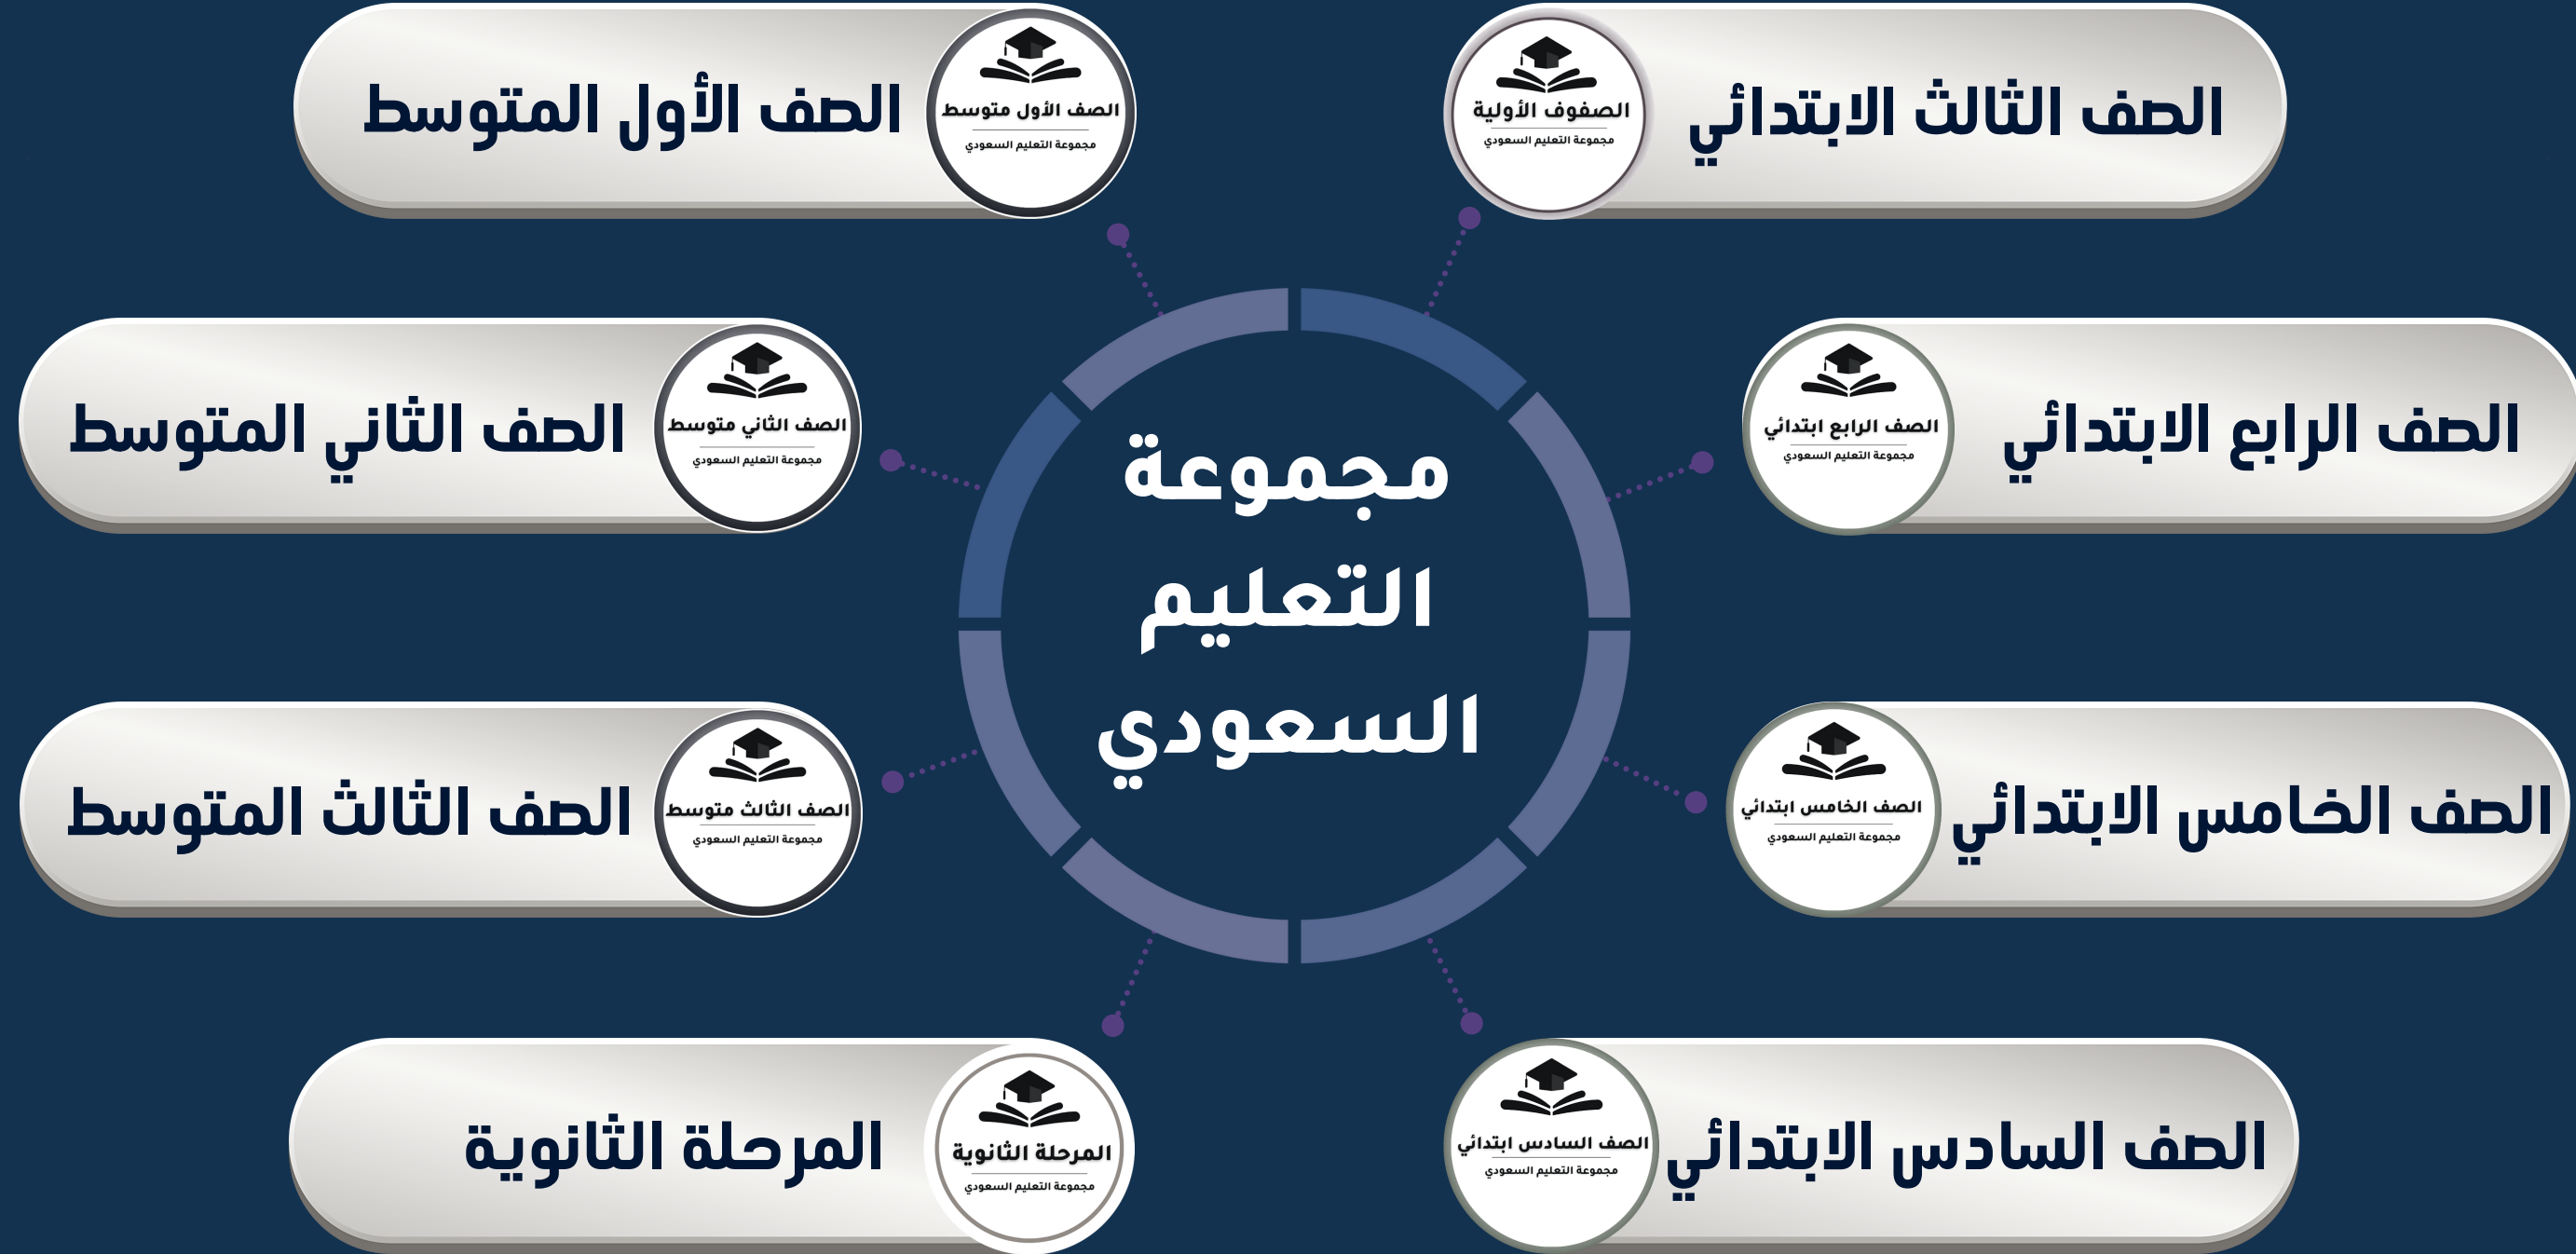 الصف الثالث الابتدائي
الصفوف الأولية
مجموعة التعليم السعودي
الصف الأول المتوسط
الصف الأول متوسط
مجموعة التعليم السعودي
الصف الرابع الابتدائي
الصف الرابع ابتدائي
مجموعة التعليم السعودي
الصف الثاني المتوسط
الصف الثاني متوسط
مجموعة التعليم السعودي
مجموعة
التعليم
السعودي
الصف الخامس الابتدائي
الصف الخامس ابتدائي
مجموعة التعليم السعودي
الصف الثالث المتوسط
الصف الثالث متوسط
مجموعة التعليم السعودي
الصف السادس الابتدائي
الصف السادس ابتدائي
مجموعة التعليم السعودي
المرحلة الثانوية
المرحلة الثانوية
مجموعة التعليم السعودي